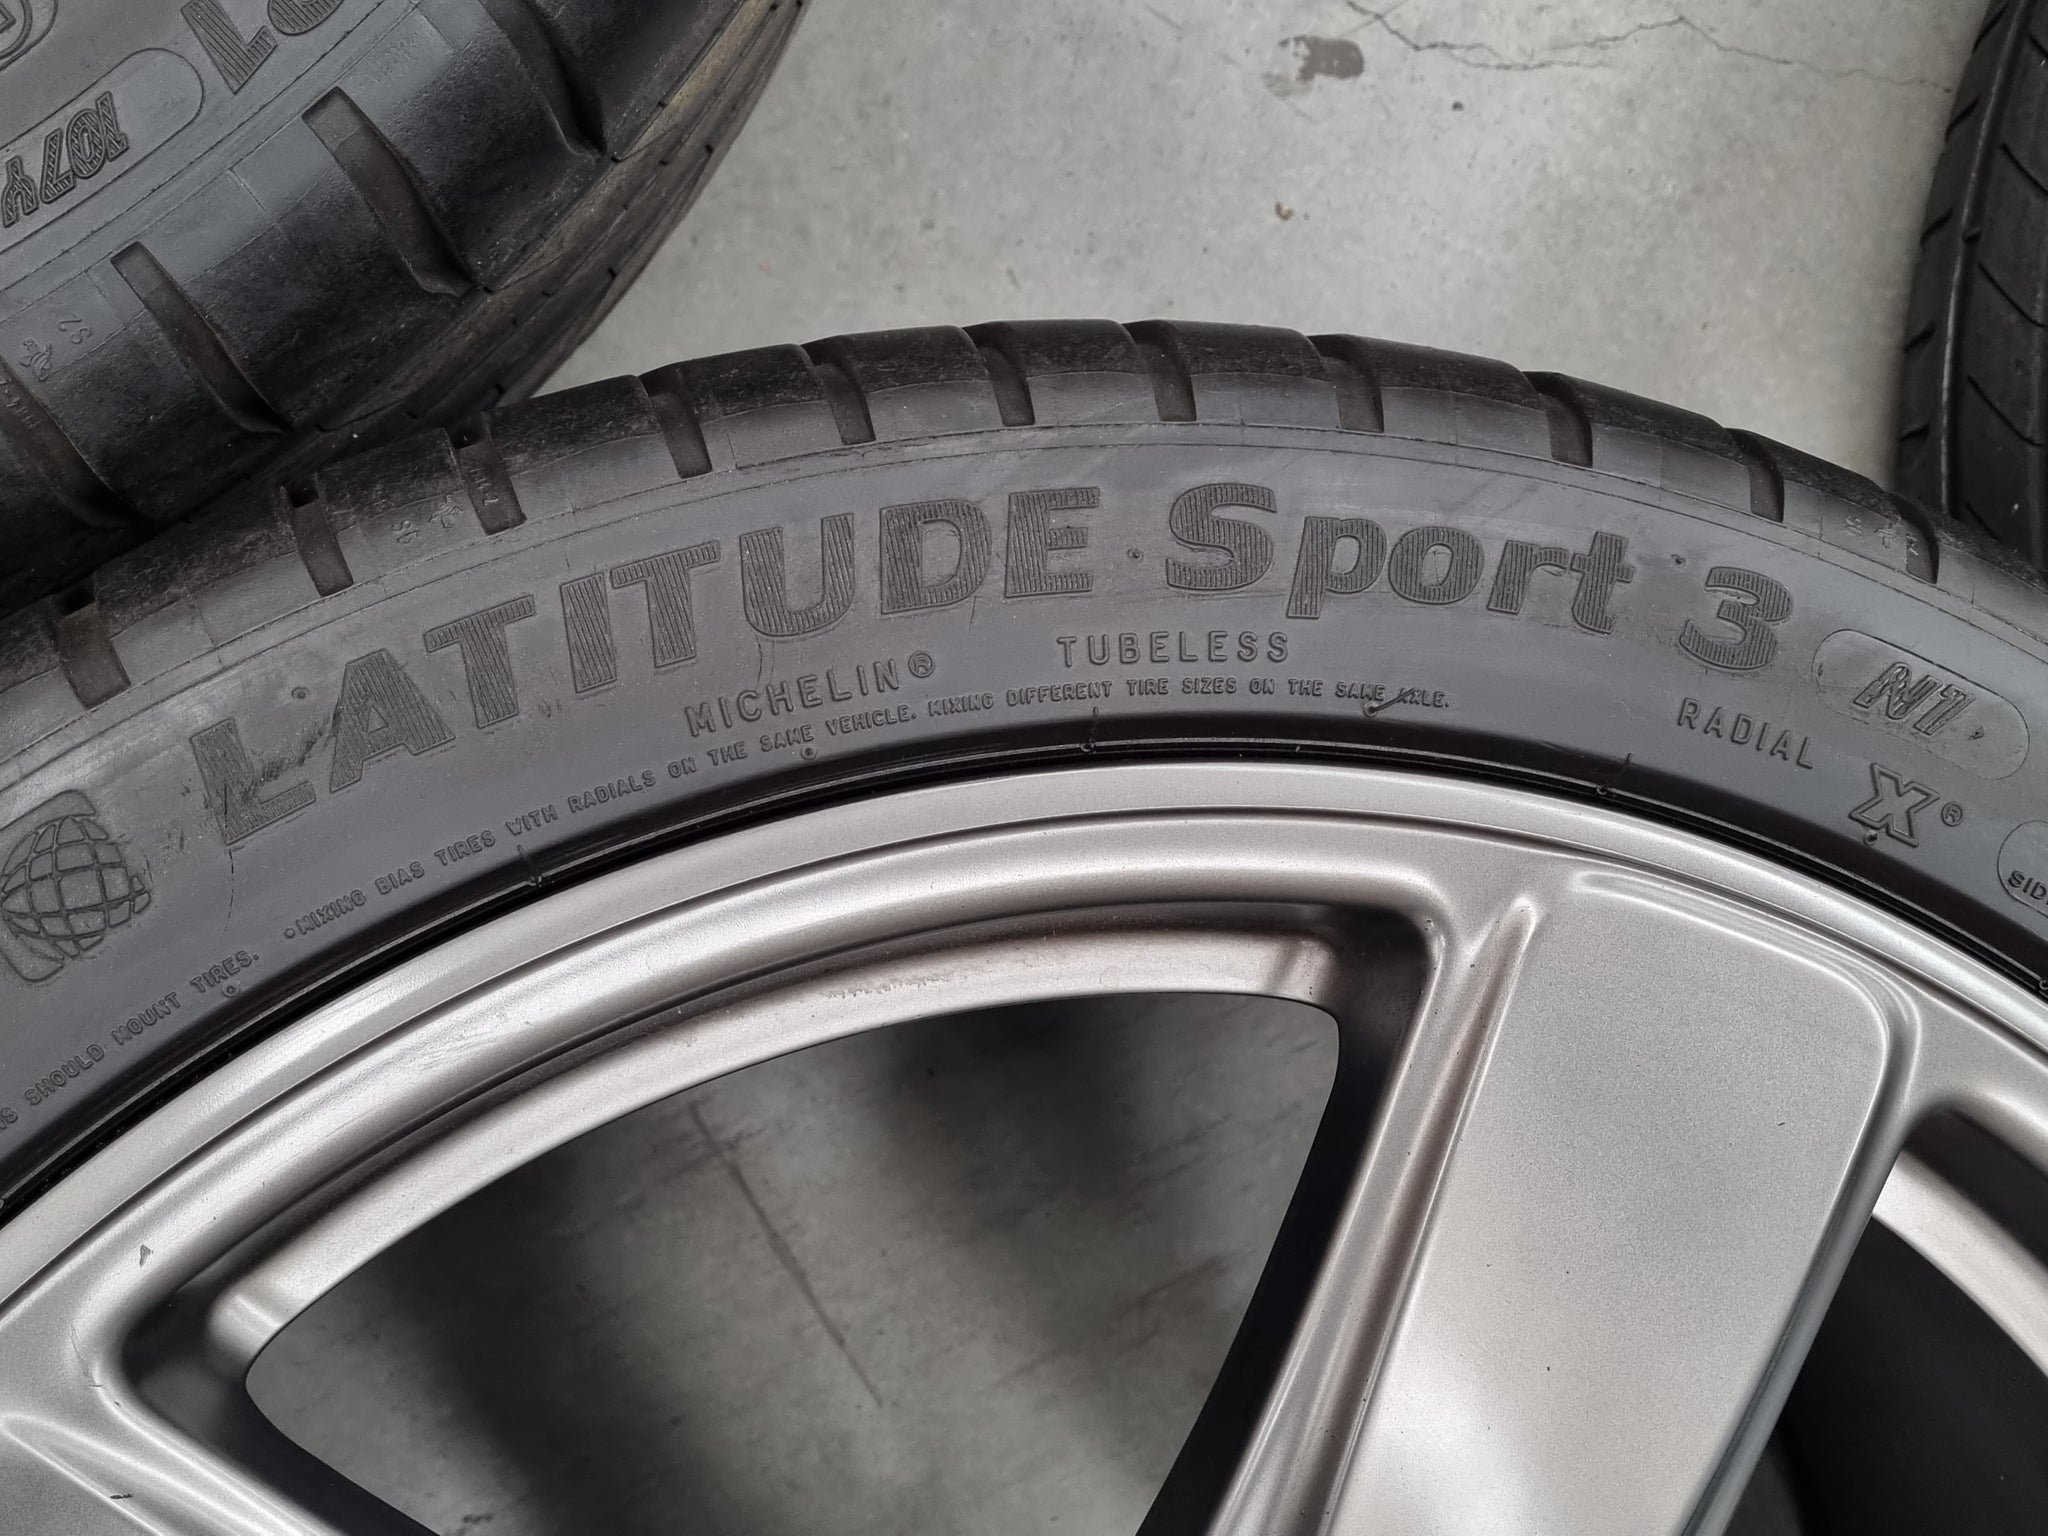 107Y
LATITUDE Sport 3
N1
MICHELIN®
TUBELESS
RADIAL
X®
SHOULD MOUNT TIRES.
•MIXING BIAS TIRES WITH RADIALS ON THE SAME VEHICLE. MIXING DIFFERENT TIRE SIZES ON THE SAME AXLE.